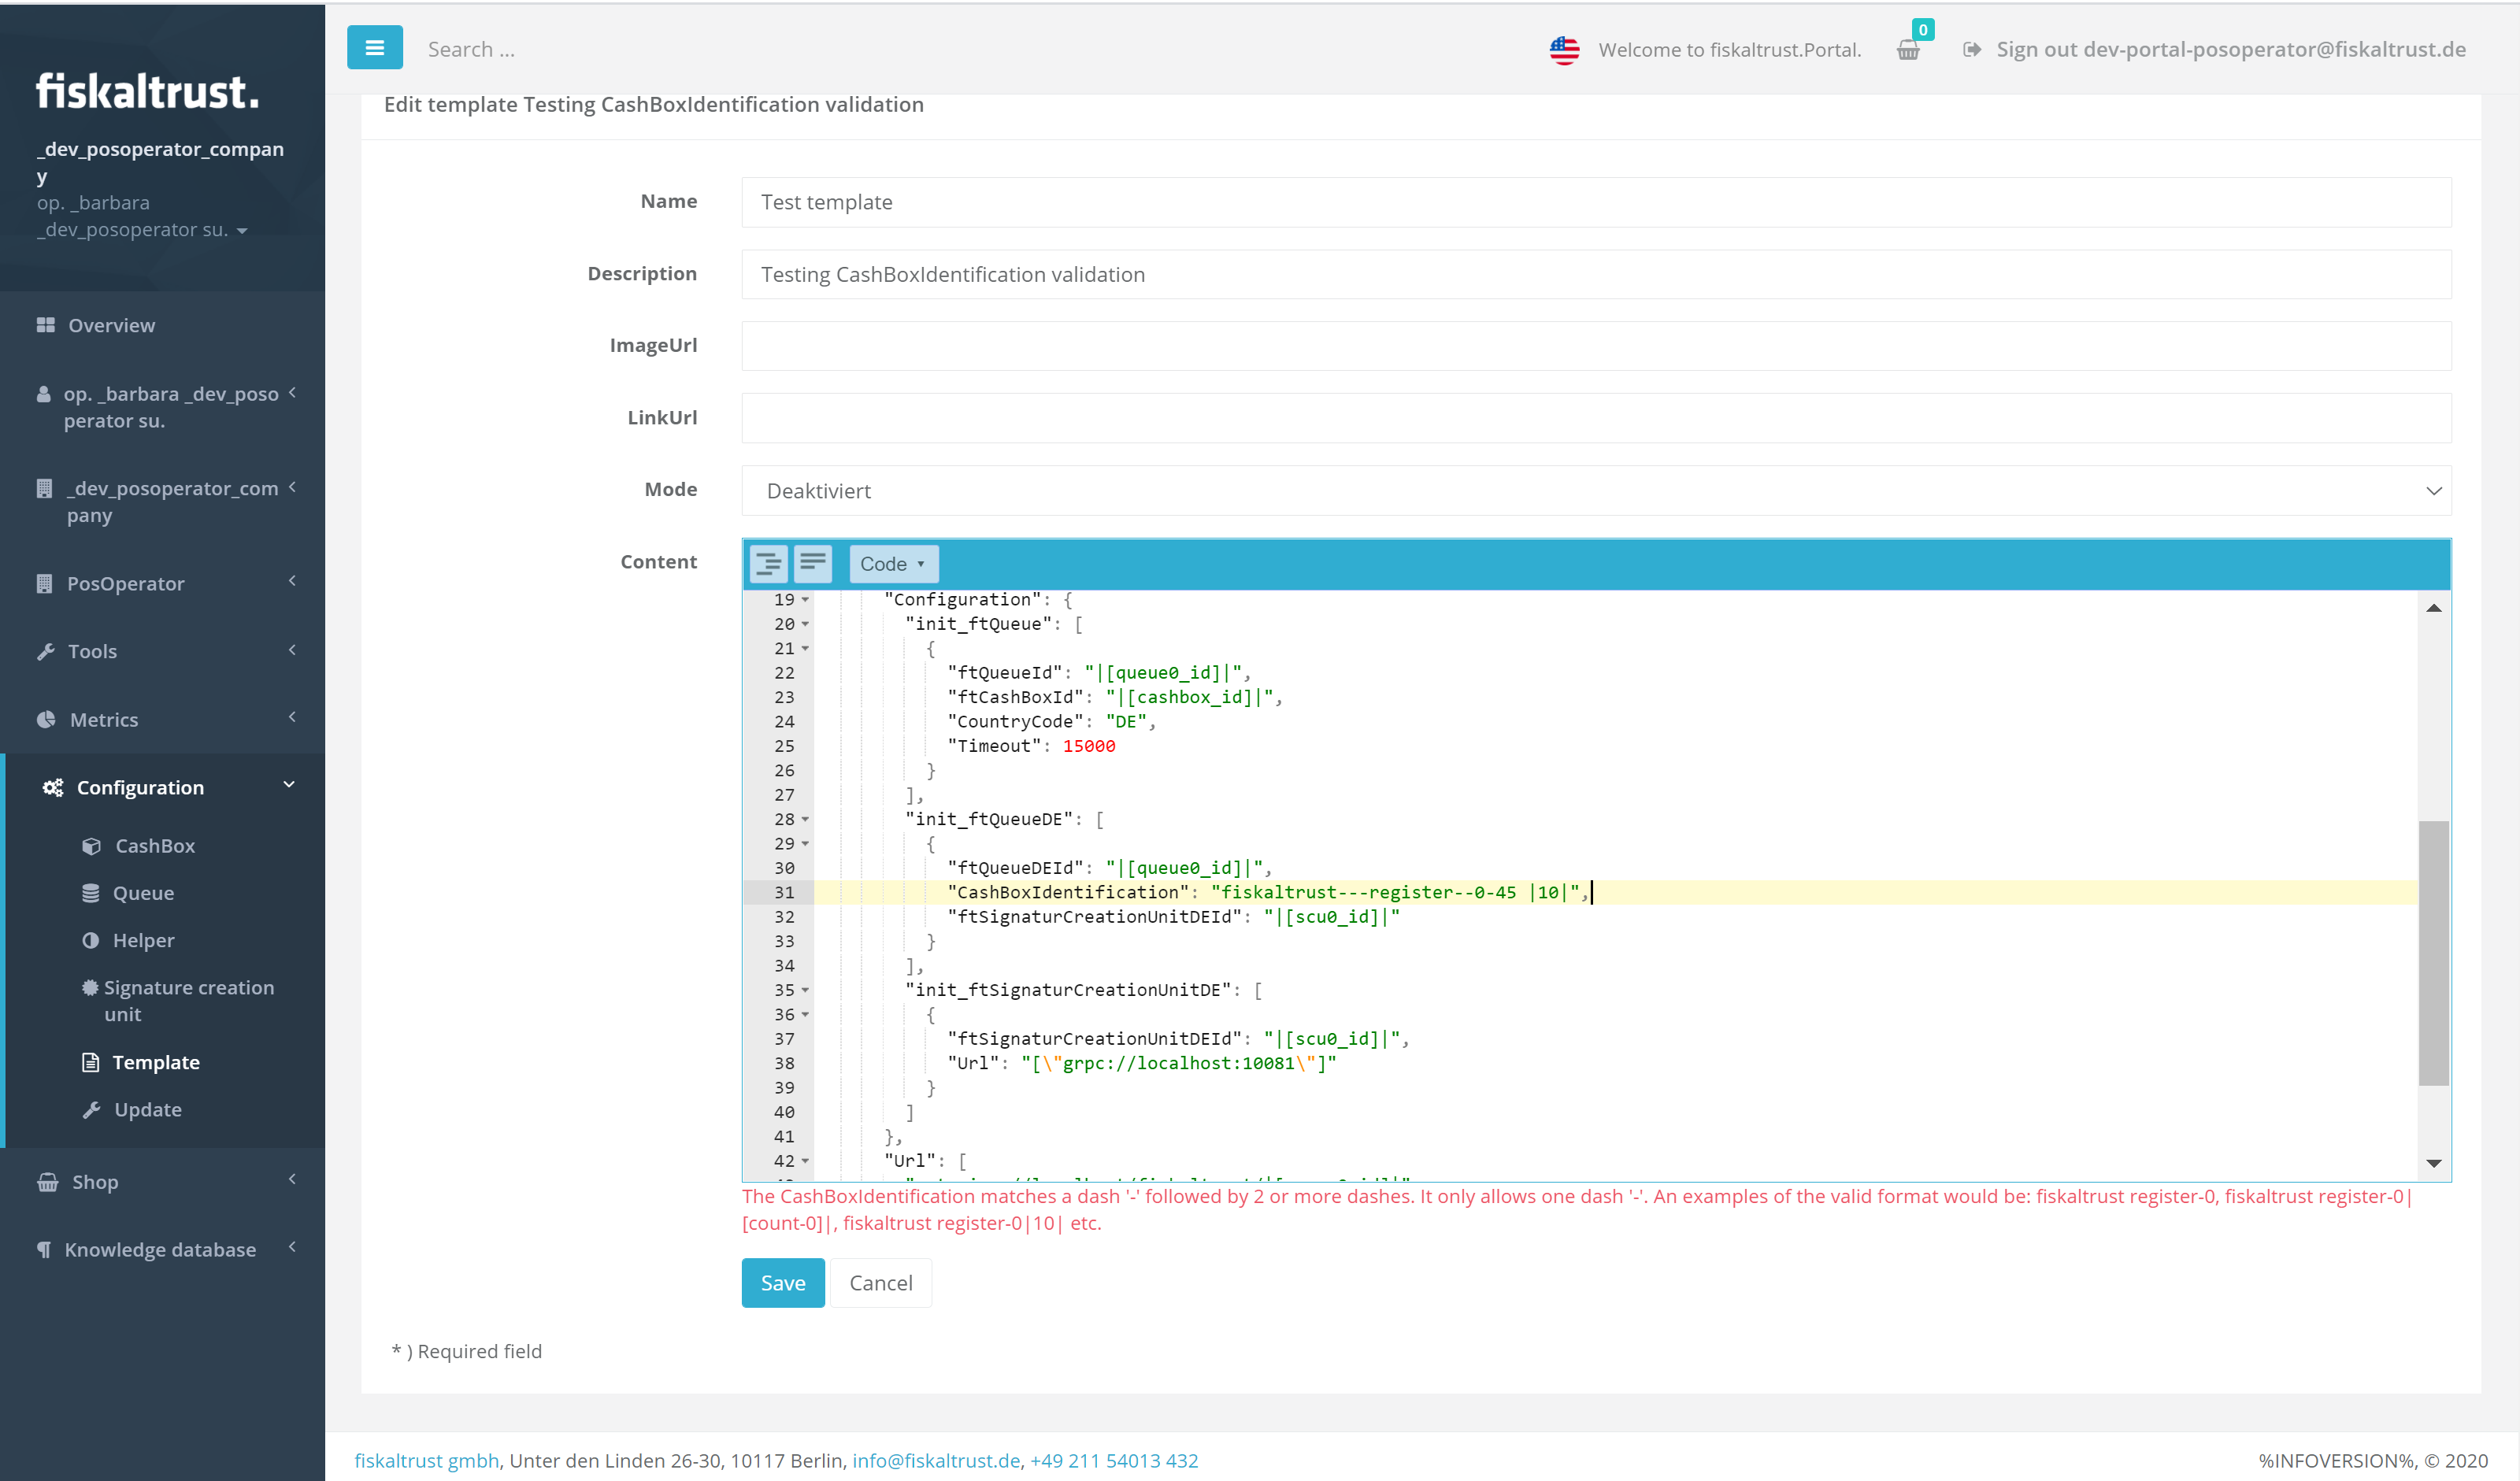 fiskaltrust.
_dev_posoperator_compan
y
op. _barbara
_dev_posoperator su.
Overview
op. _barbara _dev_poso
perator su.
_dev_posoperator_com
pany
PosOperator
Tools
Metrics
Configuration
CashBox
Queue
Helper
Signature creation
unit
Template
Update
Shop
Knowledge database
Search ...
Welcome to fiskaltrust.Portal.
0
Sign out dev-portal-posoperator@fiskaltrust.de
Edit template Testing CashBoxIdentification validation
Name
Test template
Description
Testing CashBoxIdentification validation
ImageUrl
LinkUrl
Mode
Deaktiviert
Content
Code
19 "Configuration": {
20 "init_ftQueue": [
21 {
22 "ftQueueId": "|[queue0_id]|",
23 "ftCashBoxId": "|[cashbox_id]|",
24 "CountryCode": "DE",
25 "Timeout": 15000
26 }
27 ],
28 "init_ftQueueDE": [
29 {
30 "ftQueueDEId": "|[queue0_id]|",
31 "CashBoxIdentification": "fiskaltrust---register--0-45 |10|",
32 "ftSignaturCreationUnitDEId": "|[scu0_id]|"
33 }
34 ],
35 "init_ftSignaturCreationUnitDE": [
36 {
37 "ftSignaturCreationUnitDEId": "|[scu0_id]|",
38 "Url": "[\"grpc://localhost:10081\"]"
39 }
40 ]
41 },
42 "Url": [
The CashBoxIdentification matches a dash '-' followed by 2 or more dashes. It only allows one dash '-'. An examples of the valid format would be: fiskaltrust register-0, fiskaltrust register-0|
[count-0]|, fiskaltrust register-0|10| etc.
Save
Cancel
* ) Required field
fiskaltrust gmbh, Unter den Linden 26-30, 10117 Berlin, info@fiskaltrust.de, +49 211 54013 432
%INFOVERSION%, © 2020